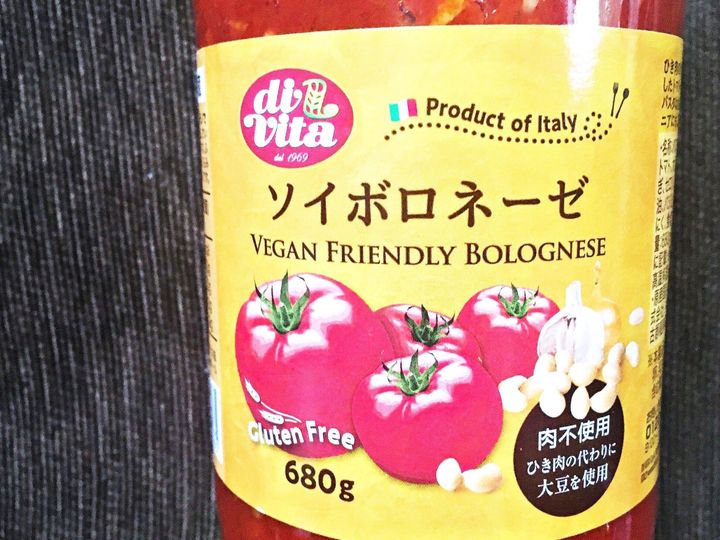 di
Vita
dal 1969
Product of Italy
ソイボロネーゼ
VEGAN FRIENDLY BOLOGNESE
Gluten Free
680g
肉不使用
ひき肉の代わりに
大豆を使用